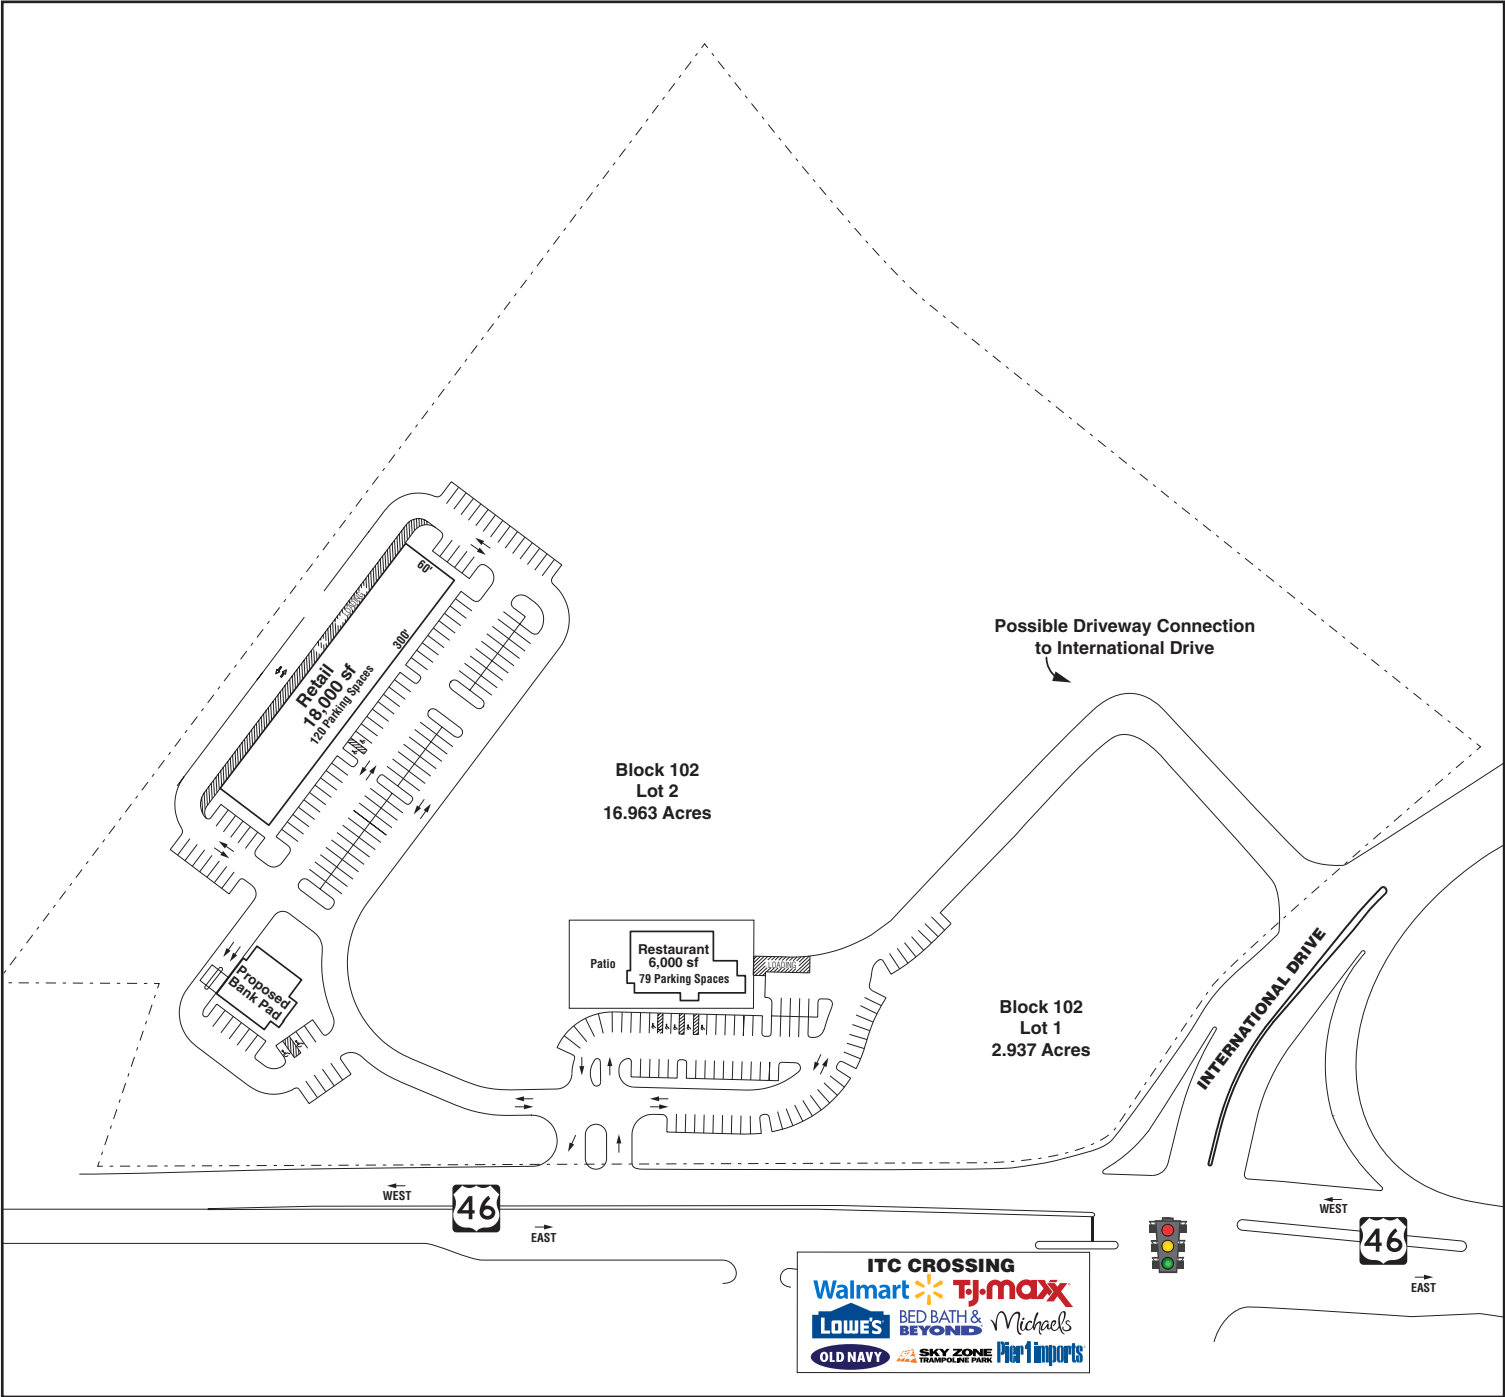 60'
LOADING
300'
Retail
18,000 sf
120 Parking Spaces
Possible Driveway Connection
to International Drive
Block 102
Lot 2
16.963 Acres
Proposed
Bank Pad
Patio
Restaurant
6,000 sf
79 Parking Spaces
LOADING
Block 102
Lot 1
2.937 Acres
INTERNATIONAL DRIVE
WEST
46
EAST
WEST
46
EAST
ITC CROSSING
Walmart
T.J.maxx
LOWE'S
BED BATH &
BEYOND
Michaels
OLD NAVY
SKY ZONE
TRAMPOLINE PARK
Pier 1 imports